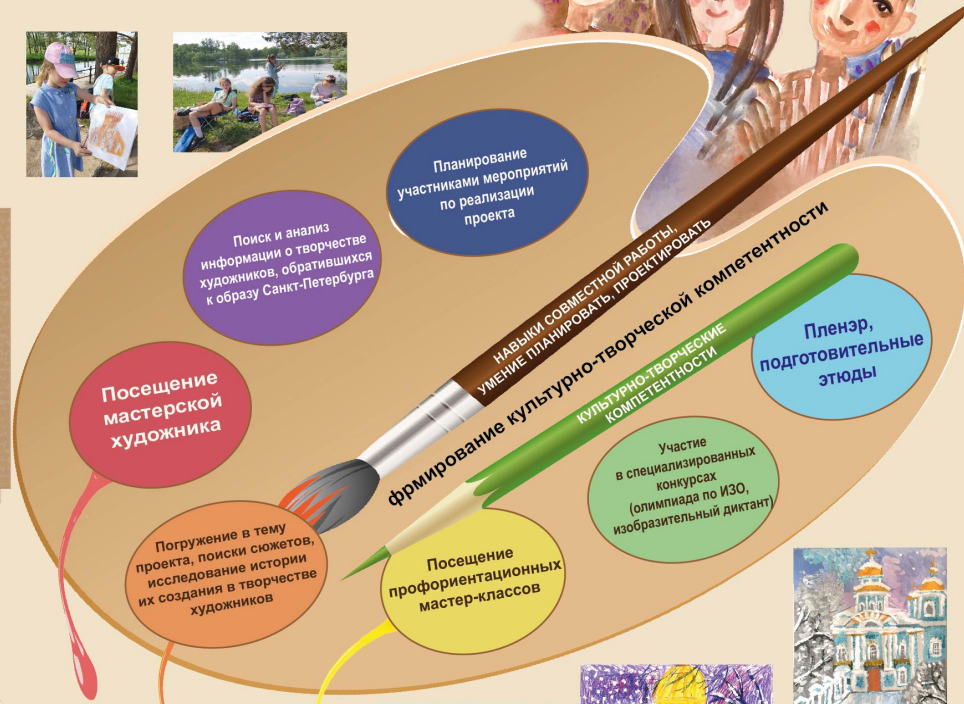 Планирование
участниками мероприятий
по реализации
проекта
Поиск и анализ
информации о творчестве
художников, обратившихся
к образу Санкт-Петербурга
НАВЫКИ СОВМЕСТНОЙ РАБОТЫ,
УМЕНИЕ ПЛАНИРОВАТЬ, ПРОЕКТИРОВАТЬ
фрмирование культурно-творческой компетентности
КУЛЬТУРНО-ТВОРЧЕСКИЕ
КОМПЕТЕНТНОСТИ
Пленэр,
подготовительные
этюды
Посещение
мастерской
художника
Участие
в специализированных
конкурсах
(олимпиада по ИЗО,
изобразительный диктант)
Погружение в тему
проекта, поиски сюжетов,
исследование истории
их создания в творчестве
художников
Посещение
профориентационных
мастер-классов